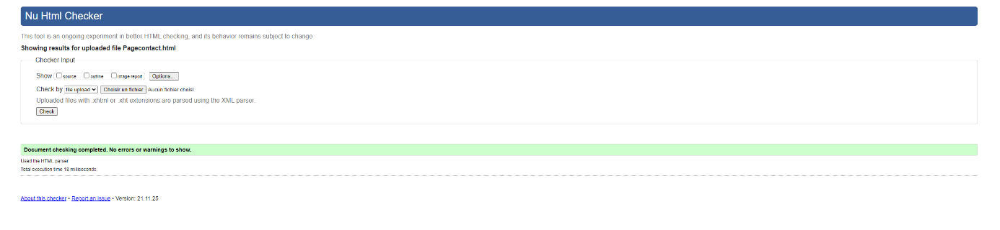 Nu Html Checker
This tool is an ongoing experiment in better HTML checking, and its behavior remains subject to change
Showing results for uploaded file Pagecontact.html
Checker Input
Show source outline image report Options...
Check by file upload Choisir un fichier Aucun fichier choisi
Uploaded files with .xhtml or .xht extensions are parsed using the XML parser.
Check
Document checking completed. No errors or warnings to show.
Used the HTML parser.
Total execution time 18 milliseconds.
About this checker • Report an issue • Version: 21.11.25